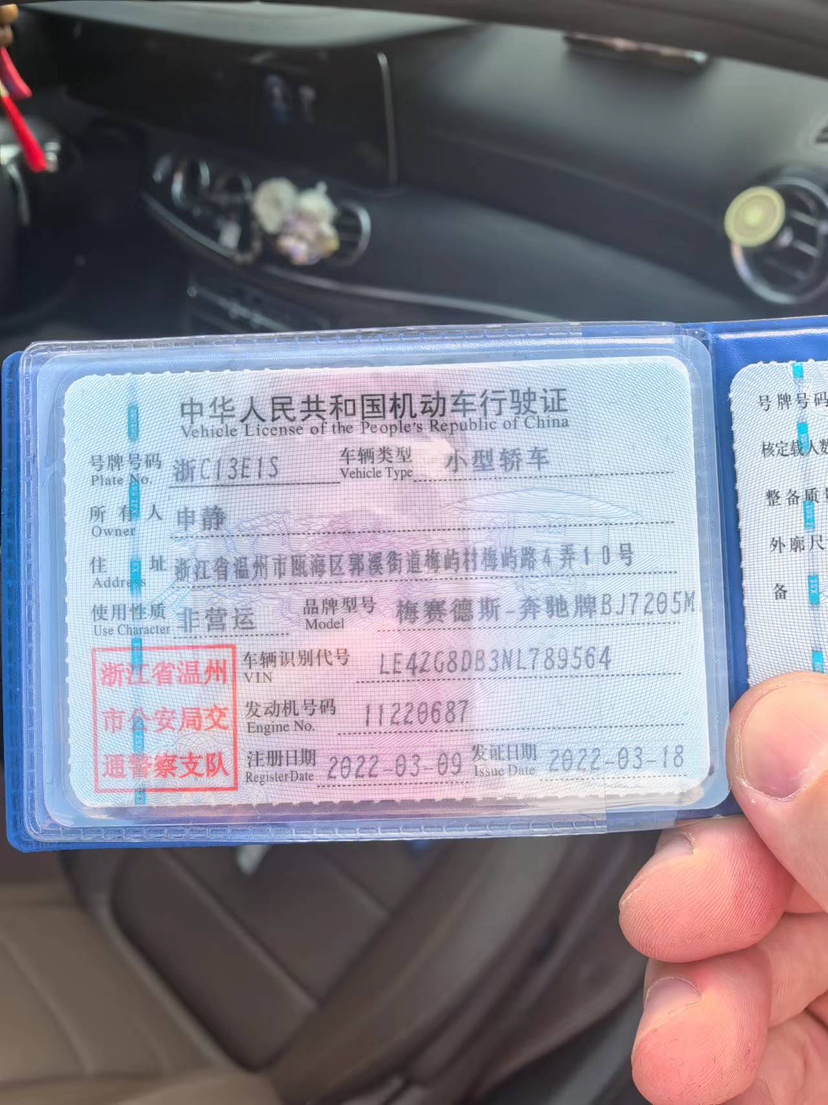 中华人民共和国机动车行驶证
Vehicle License of the People's Republic of China
号牌号码 浙C13E1S 车辆类型 小型轿车
Plate No. Vehicle Type
所有人 申静
Owner
住址 浙江省温州市瓯海区郭溪街道梅屿村梅屿路4弄10号
Address
使用性质 非营运 品牌型号 梅赛德斯-奔驰牌BJ7205M
Use Character Model
浙江省温州
市公安局交
通警察支队
车辆识别代号 LE4ZG8DB3NL789564
VIN
发动机号码 11220687
Engine No.
注册日期 2022-03-09 发证日期 2022-03-18
Register Date Issue Date
号牌号码
核定载人数
整备质
外廓尺
备